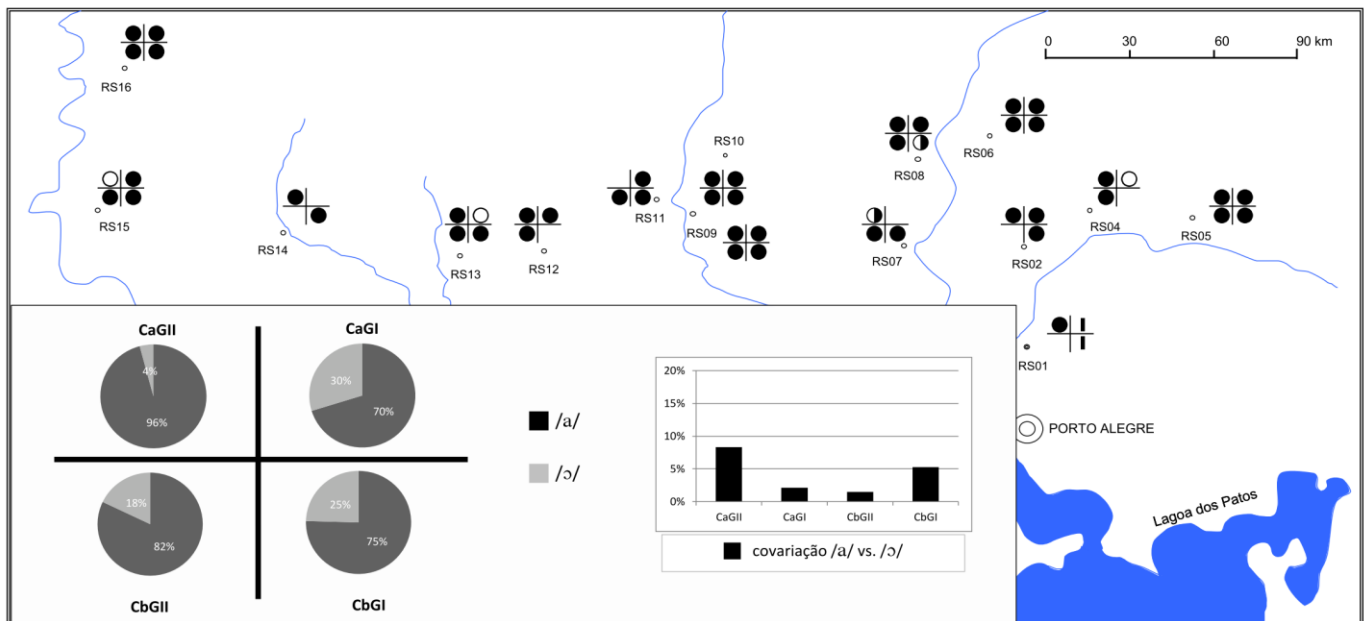 0 30 60 90 km
RS16
RS10
RS06
RS08
RS15
RS14
RS13
RS12
RS11
RS09
RS07
RS02
RS04
RS05
RS01
PORTO ALEGRE
Lagoa dos Patos
CaGII
4%
96%
CaGI
30%
70%
18%
82%
CbGII
25%
75%
CbGI
/a/
/ɔ/
20%
15%
10%
5%
0%
CaGII CaGI CbGII CbGI
covariação /a/ vs. /ɔ/